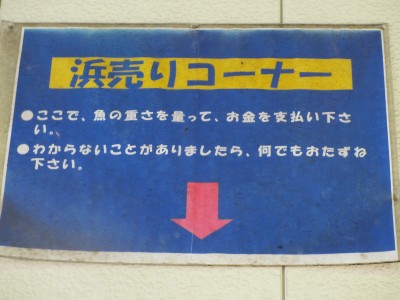 浜売りコーナー
●ここで、魚の重さを量って、お金を支払い下さ
い。
●わからないことがありましたら、何でもおたずね
下さい。